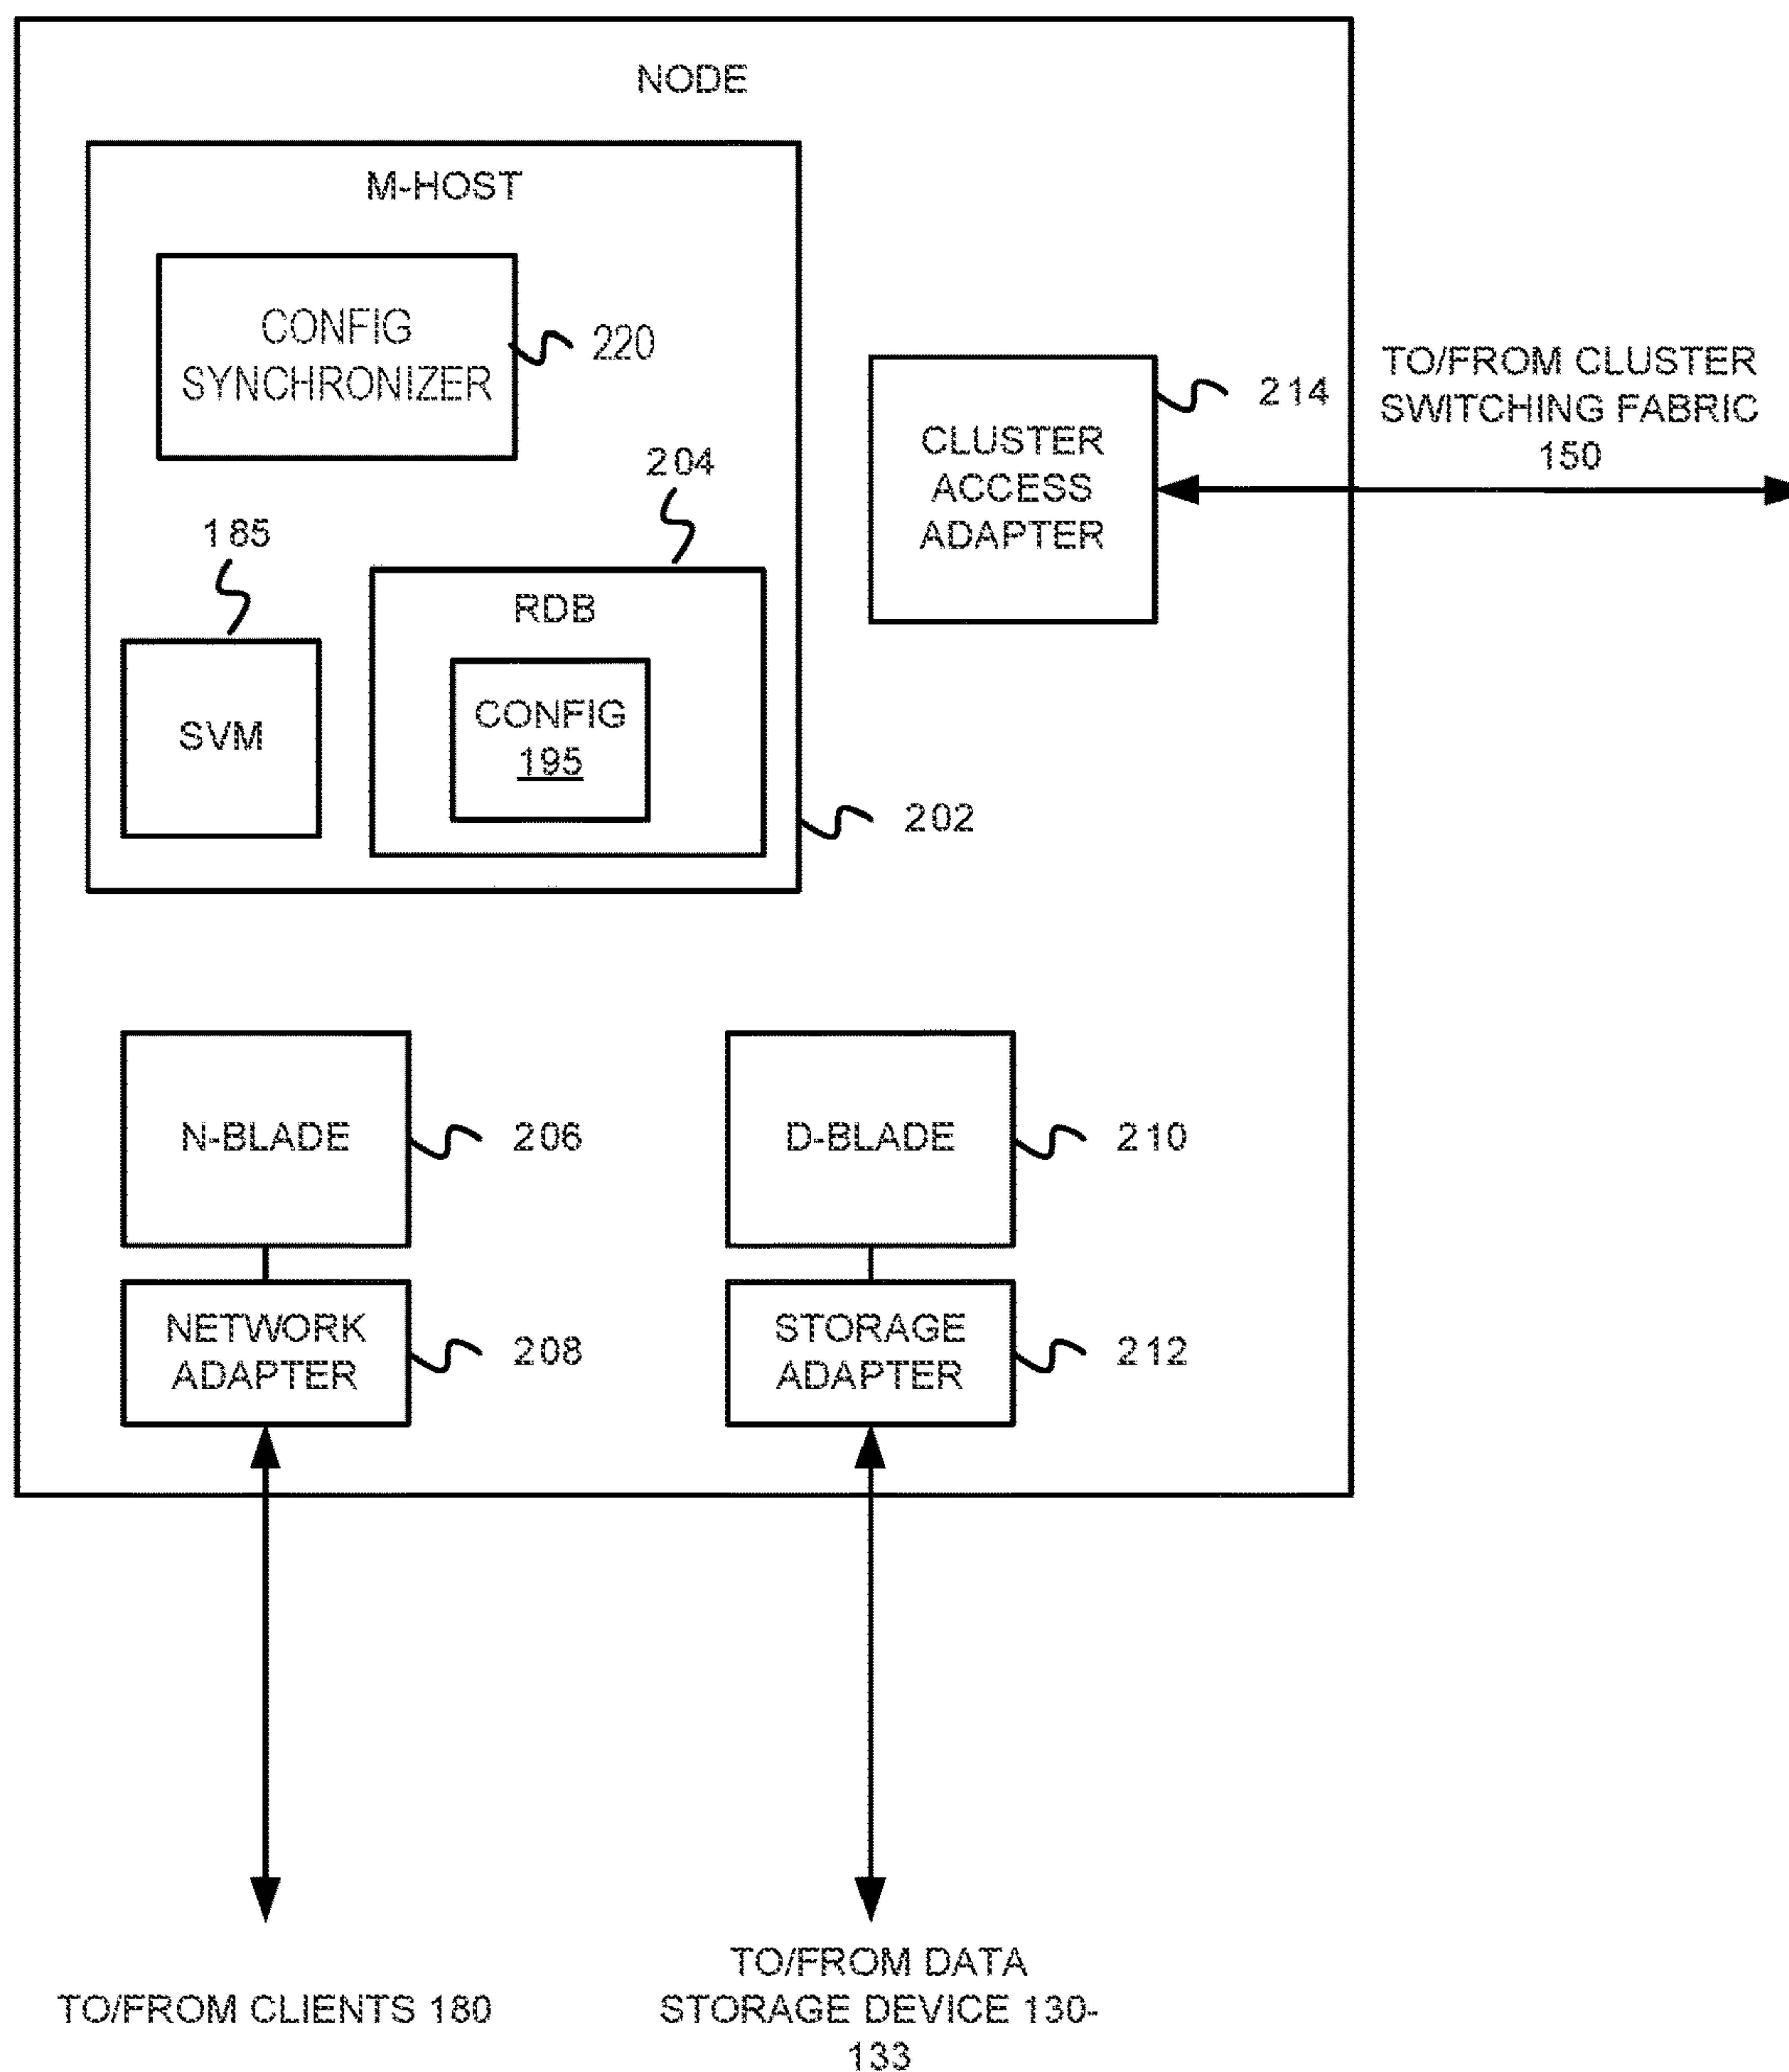 NODE
M-HOST
CONFIG
SYNCHRONIZER
220
TO/FROM CLUSTER
SWITCHING FABRIC
150
214
CLUSTER
ACCESS
ADAPTER
204
185
RDB
CONFIG
195
SVM
202
N-BLADE
206
D-BLADE
210
NETWORK
ADAPTER
208
STORAGE
ADAPTER
212
TO/FROM CLIENTS 180
TO/FROM DATA
STORAGE DEVICE 130-
133